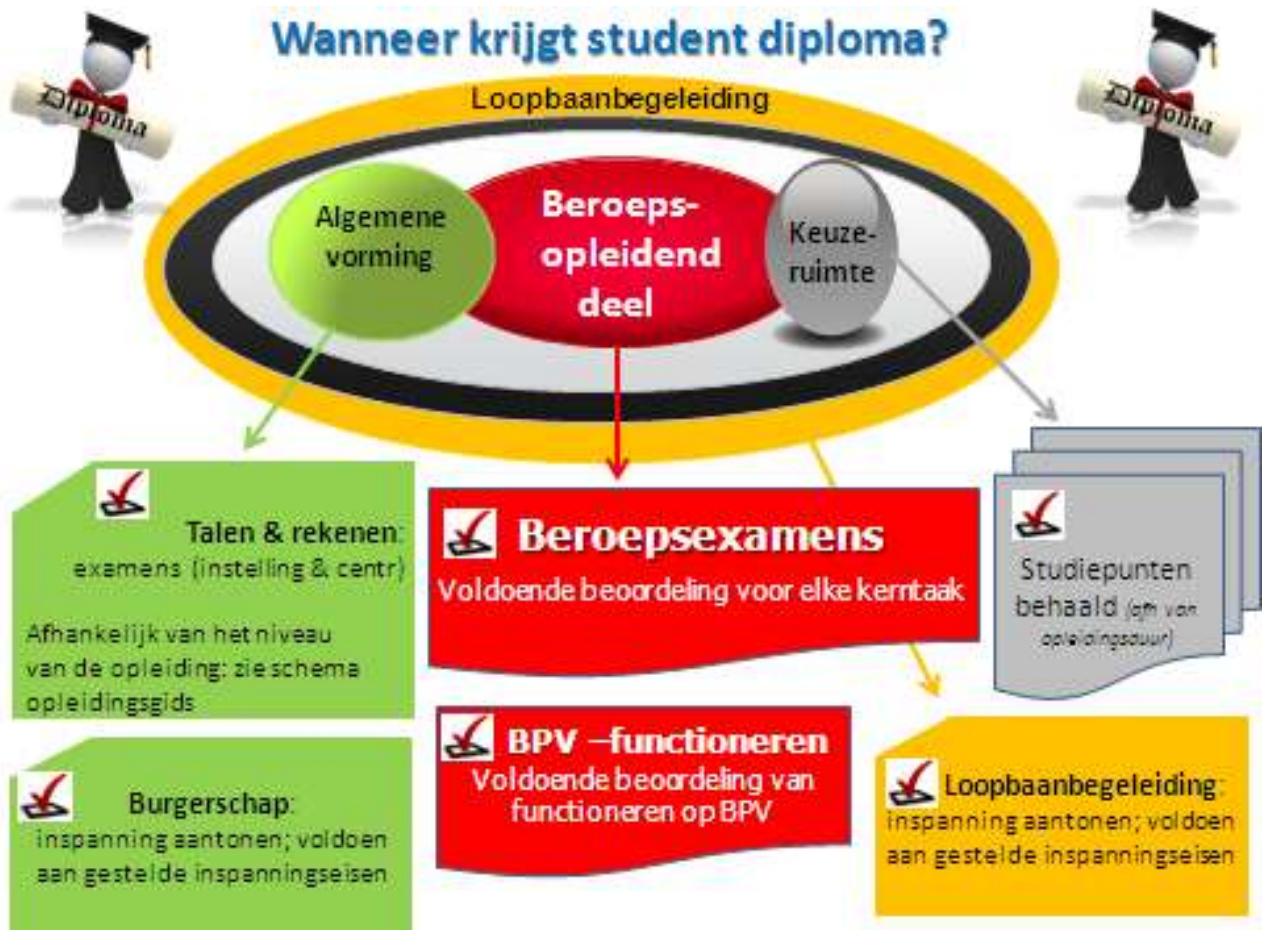 Wanneer krijgt student diploma?
Diploma
Diploma
Loopbaanbegeleiding
Algemene
vorming
Beroeps-
opleidend
deel
Keuze-
ruimte
Talen & rekenen:
examens (instelling & centr)
Afhankelijk van het niveau
van de opleiding: zie schema
opleidingsgids
Beroepsexamens
Voldoende beoordeling voor elke kerntaak
Studiepunten
behaald (afh van
opleidingsduur)
Burgerschap:
inspanning aantonen; voldoen
aan gestelde inspanningseisen
BPV –functioneren
Voldoende beoordeling van
functioneren op BPV
Loopbaanbegeleiding:
inspanning aantonen; voldoen
aan gestelde inspanningseisen